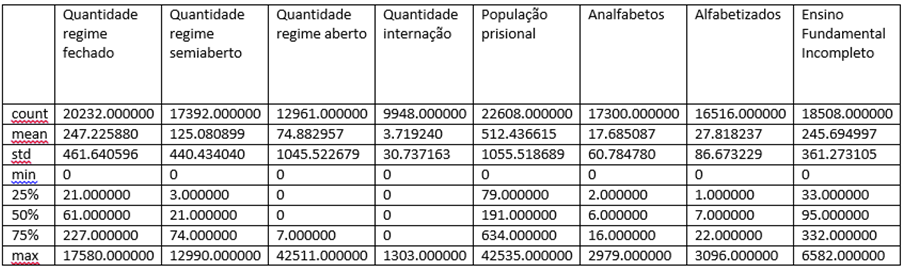 Quantidade regime fechado Quantidade regime semiaberto Quantidade regime aberto Quantidade internação População prisional Analfabetos Alfabetizados Ensino Fundamental Incompleto
count 20232.000000 17392.000000 12961.000000 9948.000000 22608.000000 17300.000000 16516.000000 18508.000000
mean 247.225880 125.080899 74.882957 3.719240 512.436615 17.685087 27.818237 245.694997
std 461.640596 440.434040 1045.522679 30.737163 1055.518689 60.784780 86.673229 361.273105
min 0 0 0 0 0 0 0 0
25% 21.000000 3.000000 0 0 79.000000 2.000000 1.000000 33.000000
50% 61.000000 21.000000 0 0 191.000000 6.000000 7.000000 95.000000
75% 227.000000 74.000000 7.000000 0 634.000000 16.000000 22.000000 332.000000
max 17580.000000 12990.000000 42511.000000 1303.000000 42535.000000 2979.000000 3096.000000 6582.000000